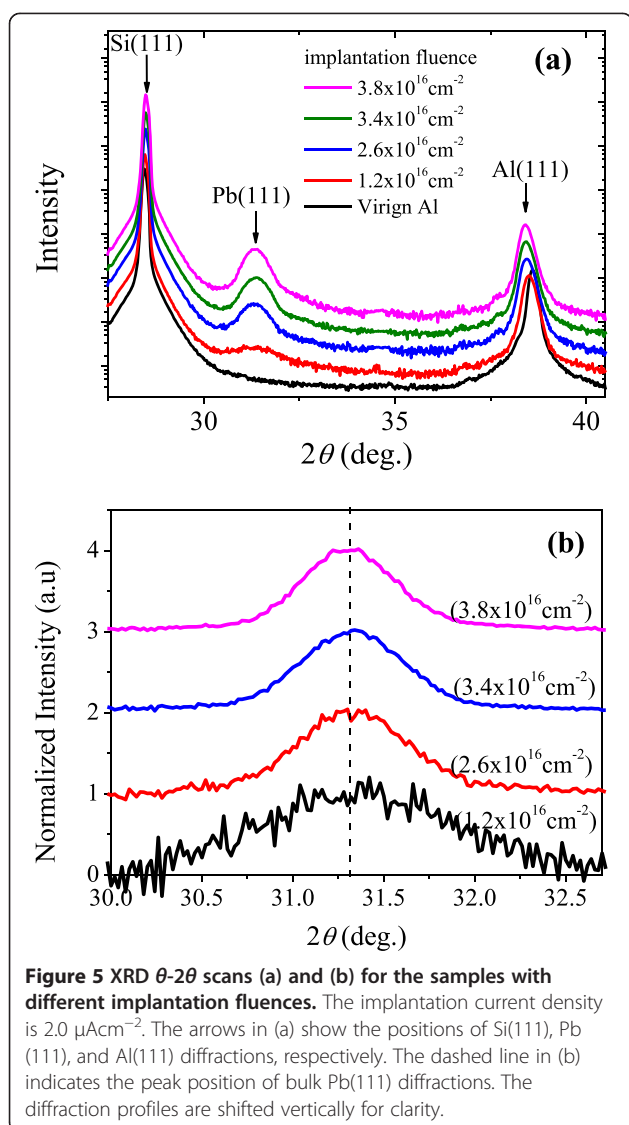 Si(111)
implantation fluence
(a)
3.8x10¹⁶cm⁻²
3.4x10¹⁶cm⁻²
2.6x10¹⁶cm⁻²
1.2x10¹⁶cm⁻²
Virign Al
Pb(111)
Al(111)
Intensity
30 35 40
2θ (deg.)
(b)
4
3
2
1
0
Normalized Intensity (a.u)
(3.8x10¹⁶cm⁻²)
(3.4x10¹⁶cm⁻²)
(2.6x10¹⁶cm⁻²)
(1.2x10¹⁶cm⁻²)
30.0 30.5 31.0 31.5 32.0 32.5
2θ (deg.)
Figure 5 XRD θ-2θ scans (a) and (b) for the samples with
different implantation fluences. The implantation current density
is 2.0 μAcm⁻². The arrows in (a) show the positions of Si(111), Pb
(111), and Al(111) diffractions, respectively. The dashed line in (b)
indicates the peak position of bulk Pb(111) diffractions. The
diffraction profiles are shifted vertically for clarity.